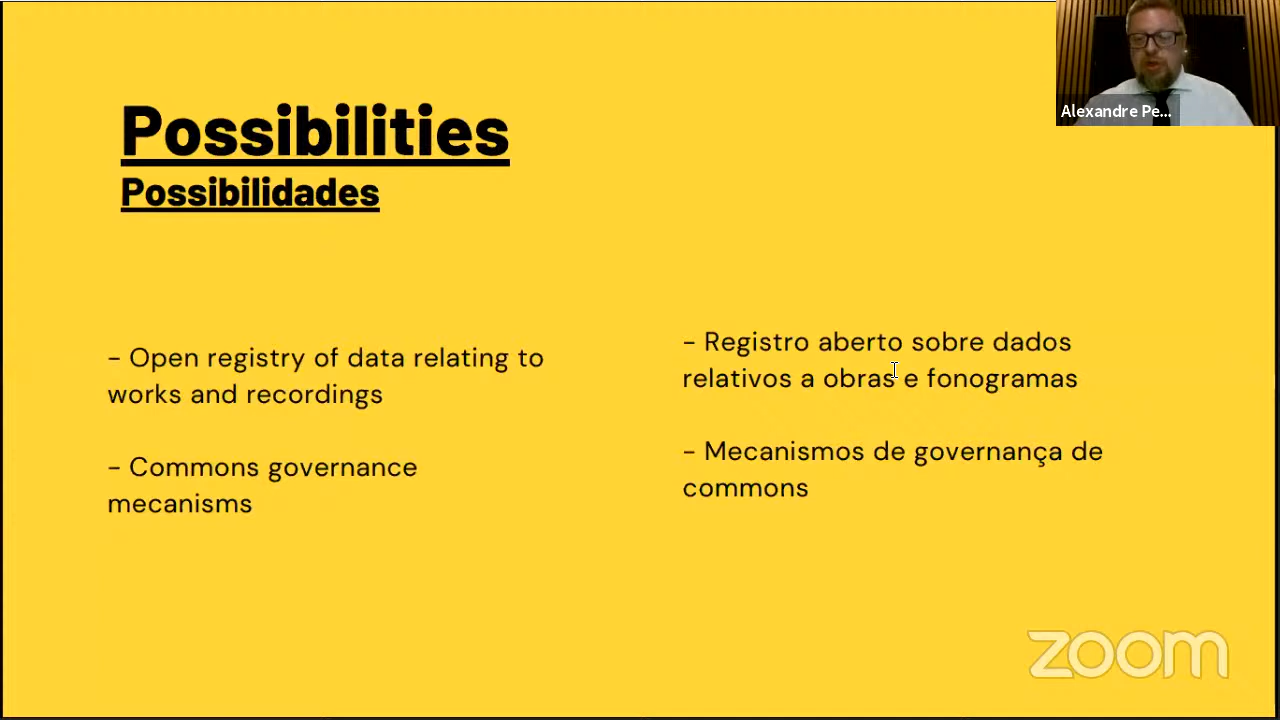 Possibilities
Possibilidades
- Open registry of data relating to
works and recordings
- Commons governance
mecanisms
- Registro aberto sobre dados
relativos a obras e fonogramas
- Mecanismos de governança de
commons
Alexandre Pe...
zoom